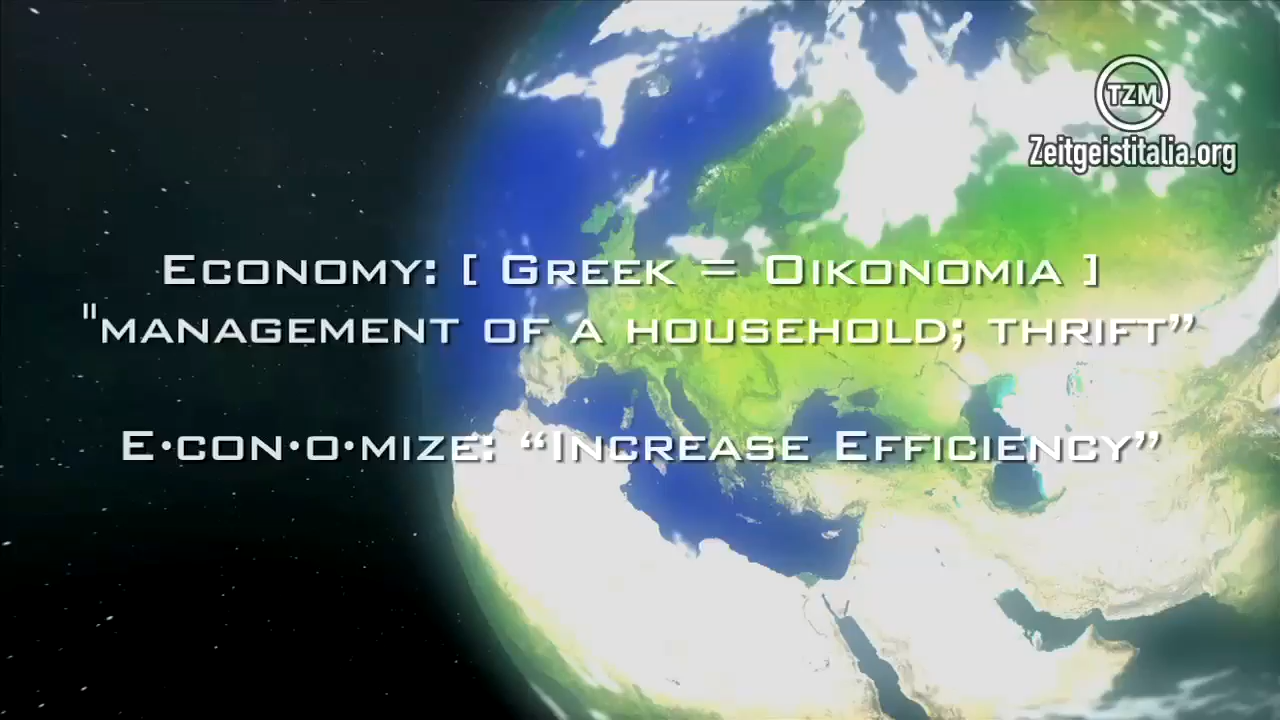 TZM
Zeitgeistitalia.org
Economy: [ Greek = Oikonomia ]
"management of a household; thrift”
E•con•o•mize: “Increase Efficiency”